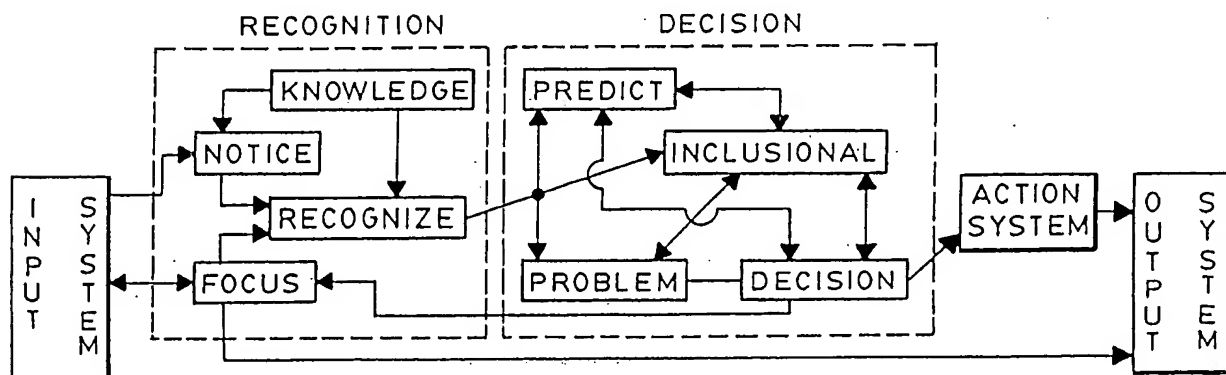 RECOGNITION
DECISION
KNOWLEDGE
PREDICT
NOTICE
INCLUSIONAL
RECOGNIZE
FOCUS
PROBLEM
DECISION
INPUT
SYSTEM
ACTION
SYSTEM
OUTPUT
SYSTEM